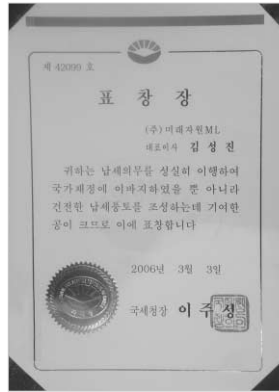 제 42099 호
표 창 장
(주) 미래자원ML
대표이사 김 성 진
귀하는 납세의무를 성실히 이행하여
국가재정에 이바지하였을 뿐 아니라
건전한 납세풍토를 조성하는데 기여한
공이 크므로 이에 표창합니다
2006년 3월 3일
국세청장 이 주 성